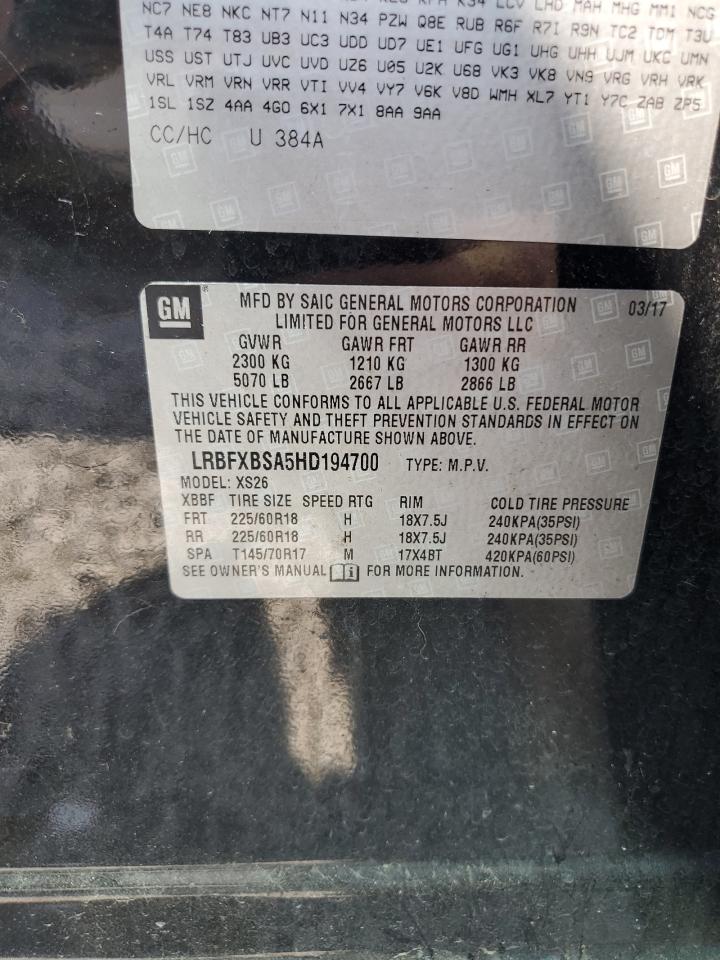 K34 LCV LHD MAH MHG MM1 NCG
NC7 NE8 NKC NT7 N11 N34 PZW Q8E RUB R6F R7I R9N TC2 TDM T3U
T4A T74 T83 UB3 UC3 UDD UD7 UE1 UFG UG1 UHG UHH UJM UKC UMN
USS UST UTJ UVC UVD UZ6 U05 U2K U68 VK3 VK8 VN9 VRG VRH VRK
VRL VRM VRN VRR VTI VV4 VY7 V6K V8D WMH XL7 YT1 Y7C ZAB ZP5
1SL 1SZ 4AA 4G0 6X1 7X1 8AA 9AA
CC/HC U 384A
GM
MFD BY SAIC GENERAL MOTORS CORPORATION 03/17
LIMITED FOR GENERAL MOTORS LLC
GVWR GAWR FRT GAWR RR
2300 KG 1210 KG 1300 KG
5070 LB 2667 LB 2866 LB
THIS VEHICLE CONFORMS TO ALL APPLICABLE U.S. FEDERAL MOTOR
VEHICLE SAFETY AND THEFT PREVENTION STANDARDS IN EFFECT ON
THE DATE OF MANUFACTURE SHOWN ABOVE.
LRBFXBSA5HD194700 TYPE: M.P.V.
MODEL: XS26
XBBF TIRE SIZE SPEED RTG RIM COLD TIRE PRESSURE
FRT 225/60R18 H 18X7.5J 240KPA(35PSI)
RR 225/60R18 H 18X7.5J 240KPA(35PSI)
SPA T145/70R17 M 17X4BT 420KPA(60PSI)
SEE OWNER'S MANUAL FOR MORE INFORMATION.